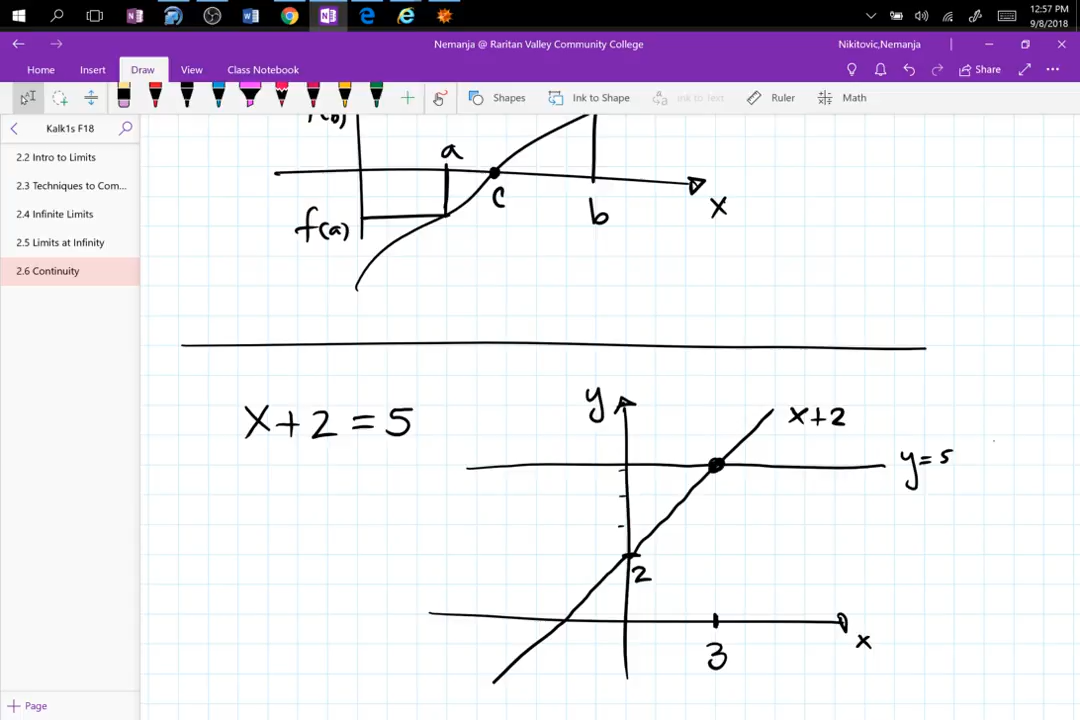 12:57 PM
9/8/2018
Nemanja @ Raritan Valley Community College
Nikitovic,Nemanja
Home
Insert
Draw
View
Class Notebook
Share
Shapes
Ink to Shape
Ink to Text
Ruler
Math
Kalk1s F18
2.2 Intro to Limits
2.3 Techniques to Com...
2.4 Infinite Limits
2.5 Limits at Infinity
2.6 Continuity
f(b)
a
c
b
x
f(a)
x+2=5
y
x+2
y=5
2
3
x
+ Page